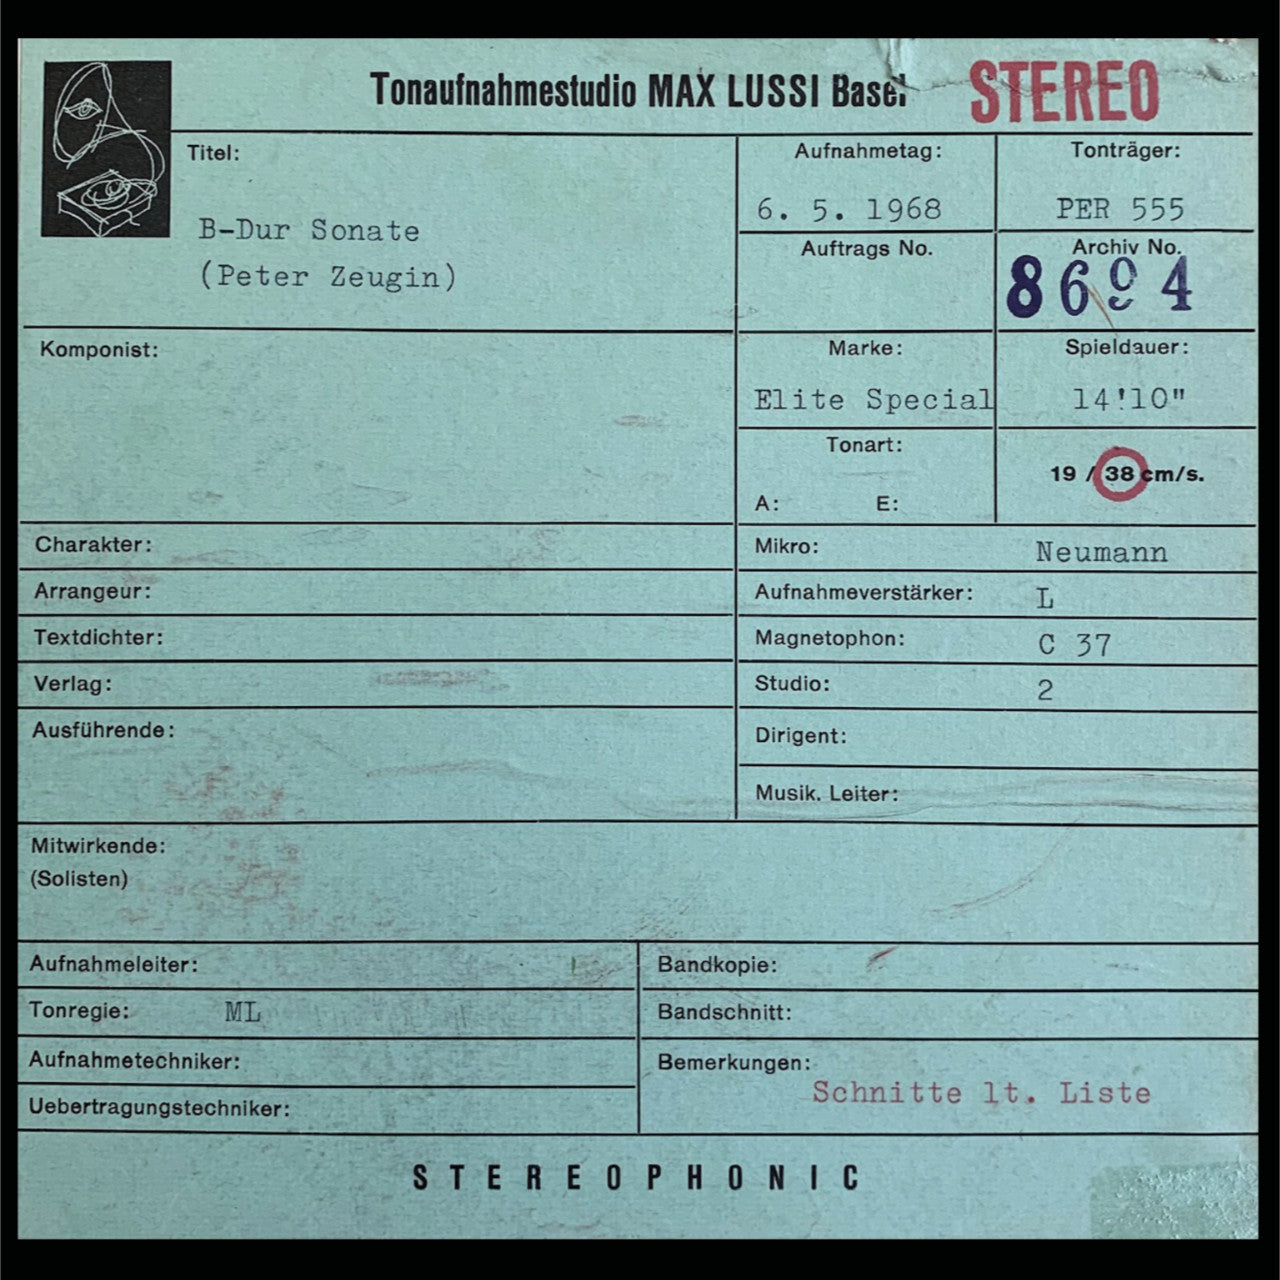 Tonaufnahmestudio MAX LUSSI Basel STEREO
Titel:
B-Dur Sonate
(Peter Zeugin)
Aufnahmetag:
6. 5. 1968
Tonträger:
PER 555
Auftrags No.
Archiv No.
8604
Komponist:
Marke:
Elite Special
Spieldauer:
14'10"
Tonart:
A: E:
19 / 38 cm/s.
Charakter:
Arrangeur:
Textdichter:
Verlag:
Ausführende:
Mikro: Neumann
Aufnahmeverstärker: L
Magnetophon: C 37
Studio: 2
Dirigent:
Musik. Leiter:
Mitwirkende:
(Solisten)
Aufnahmeleiter:
Tonregie: ML
Aufnahmetechniker:
Uebertragungstechniker:
Bandkopie:
Bandschnitt:
Bemerkungen:
Schnitte lt. Liste
STEREOPHONIC